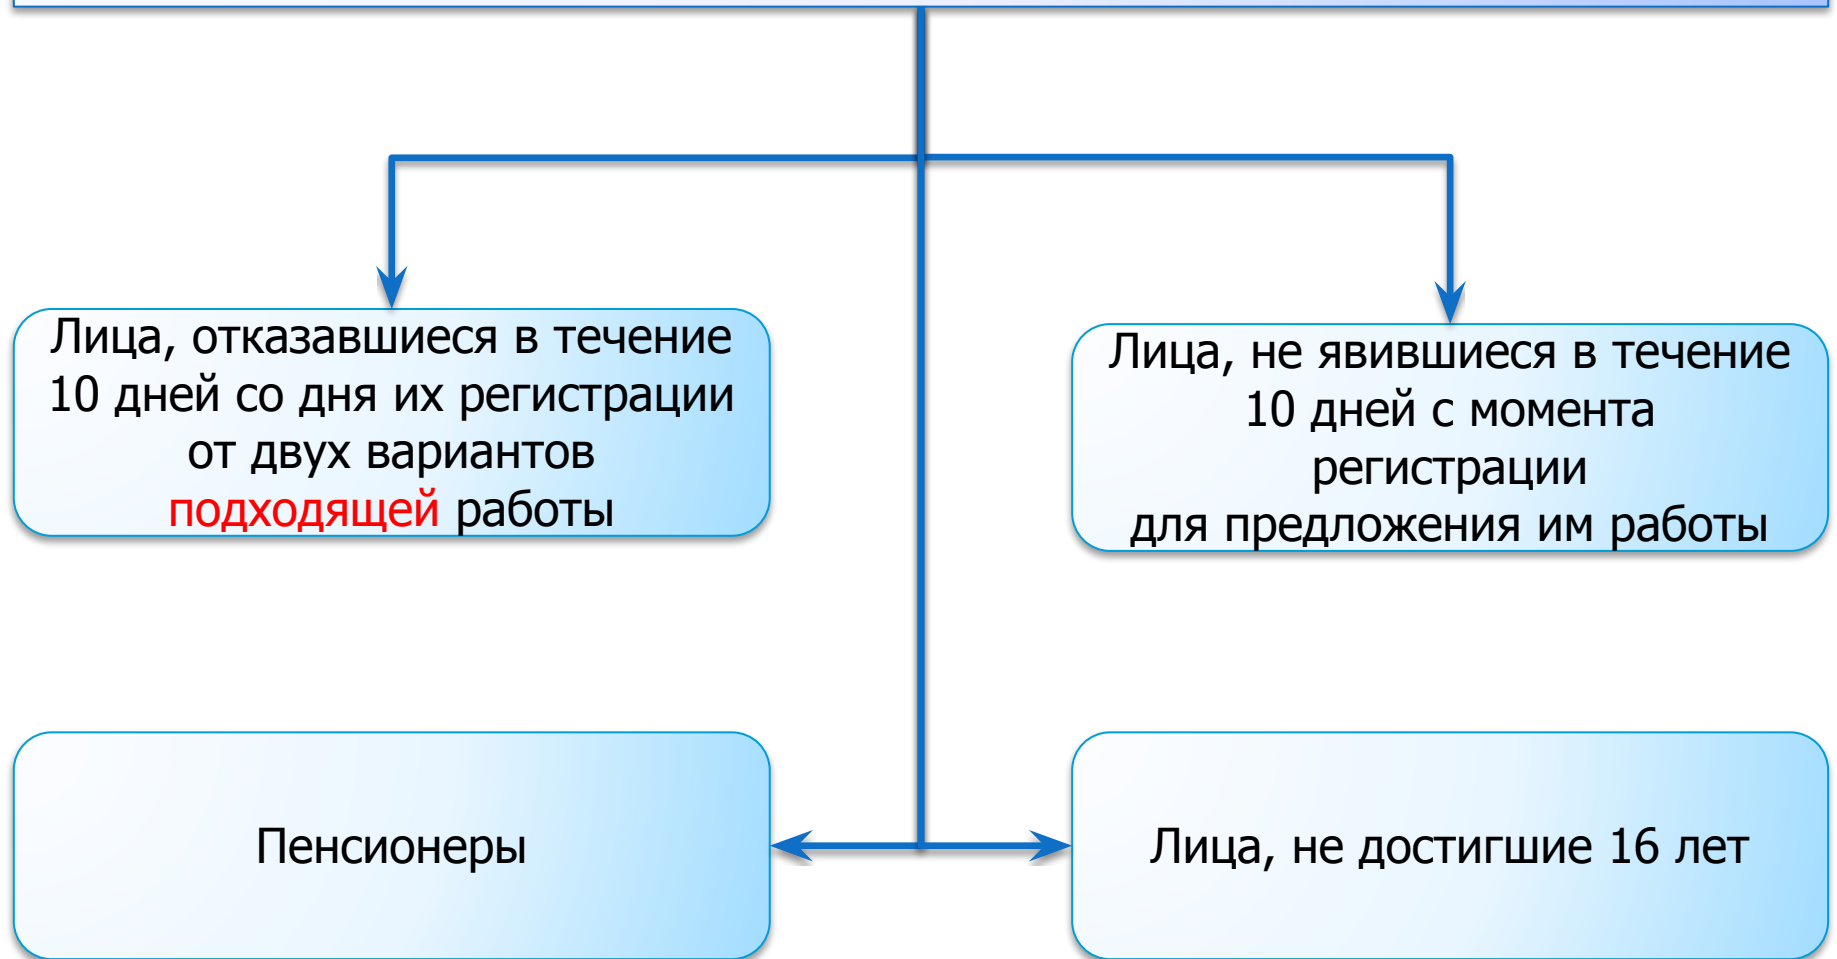 Лица, отказавшиеся в течение
10 дней со дня их регистрации
от двух вариантов
подходящей работы
Лица, не явившиеся в течение
10 дней с момента
регистрации
для предложения им работы
Пенсионеры
Лица, не достигшие 16 лет